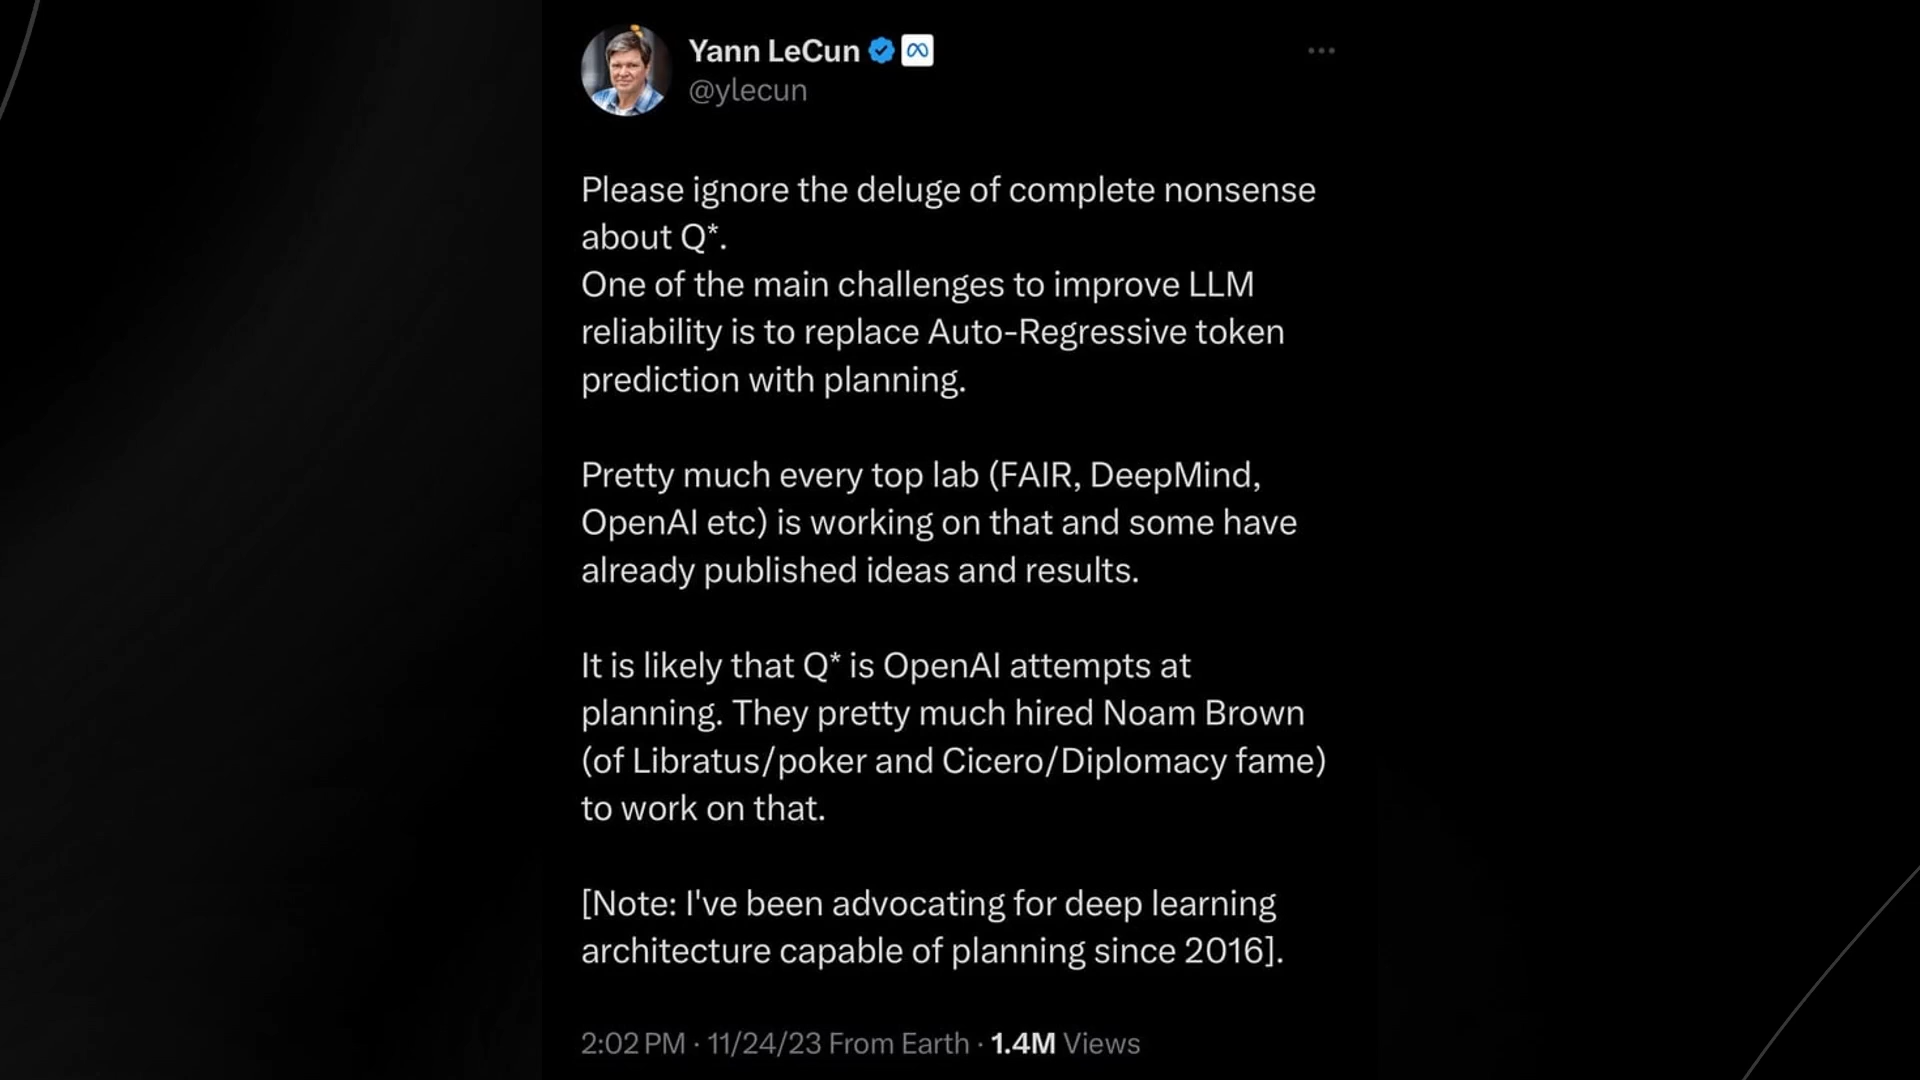 Yann LeCun
@ylecun
Please ignore the deluge of complete nonsense
about Q*.
One of the main challenges to improve LLM
reliability is to replace Auto-Regressive token
prediction with planning.
Pretty much every top lab (FAIR, DeepMind,
OpenAI etc) is working on that and some have
already published ideas and results.
It is likely that Q* is OpenAI attempts at
planning. They pretty much hired Noam Brown
(of Libratus/poker and Cicero/Diplomacy fame)
to work on that.
[Note: I've been advocating for deep learning
architecture capable of planning since 2016].
2:02 PM · 11/24/23 From Earth · 1.4M Views